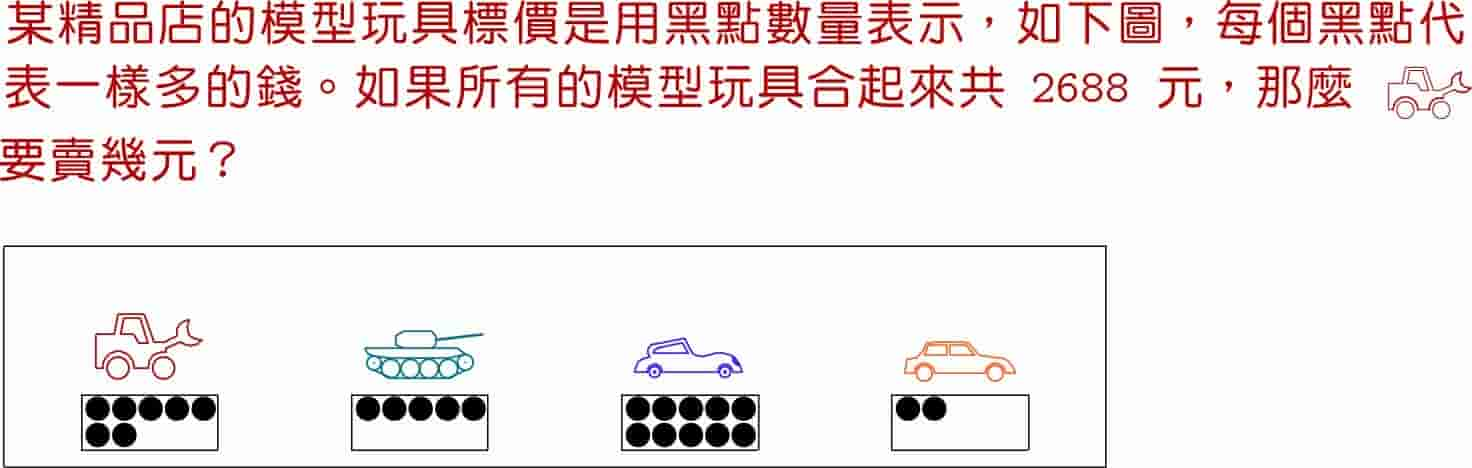 某精品店的模型玩具標價是用黑點數量表示，如下圖，每個黑點代
表一樣多的錢。如果所有的模型玩具合起來共 2688 元，那麼
要賣幾元？